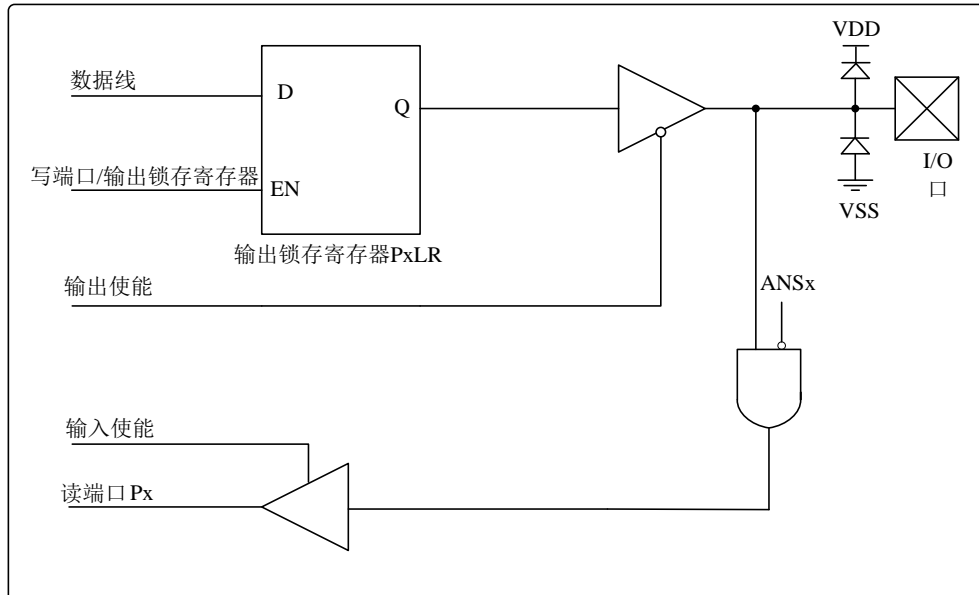 VDD
数据线
D
Q
写端口/输出锁存寄存器
EN
I/O
口
VSS
输出锁存寄存器PxLR
输出使能
ANSx
输入使能
读端口Px